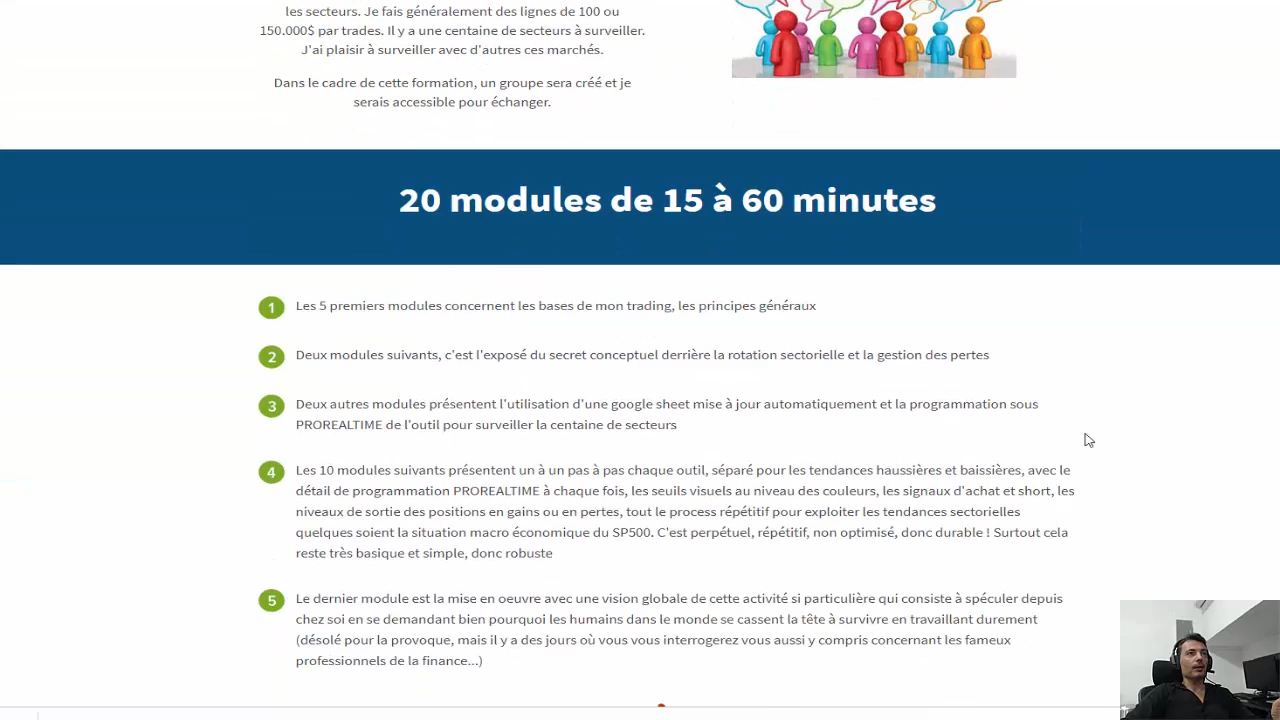 les secteurs. Je fais généralement des lignes de 100 ou
150.000$ par trades. Il y a une centaine de secteurs à surveiller.
J'ai plaisir à surveiller avec d'autres ces marchés.
Dans le cadre de cette formation, un groupe sera créé et je
serais accessible pour échanger.
20 modules de 15 à 60 minutes
1 Les 5 premiers modules concernent les bases de mon trading, les principes généraux
2 Deux modules suivants, c'est l'exposé du secret conceptuel derrière la rotation sectorielle et la gestion des pertes
3 Deux autres modules présentent l'utilisation d'une google sheet mise à jour automatiquement et la programmation sous
PROREALTIME de l'outil pour surveiller la centaine de secteurs
4 Les 10 modules suivants présentent un à un pas à pas chaque outil, séparé pour les tendances haussières et baissières, avec le
détail de programmation PROREALTIME à chaque fois, les seuils visuels au niveau des couleurs, les signaux d'achat et short, les
niveaux de sortie des positions en gains ou en pertes, tout le process répétitif pour exploiter les tendances sectorielles
quelques soient la situation macro économique du SP500. C'est perpétuel, répétitif, non optimisé, donc durable ! Surtout cela
reste très basique et simple, donc robuste
5 Le dernier module est la mise en oeuvre avec une vision globale de cette activité si particulière qui consiste à spéculer depuis
chez soi en se demandant bien pourquoi les humains dans le monde se cassent la tête à survivre en travaillant durement
(désolé pour la provoque, mais il y a des jours où vous vous interrogerez vous aussi y compris concernant les fameux
professionnels de la finance...)